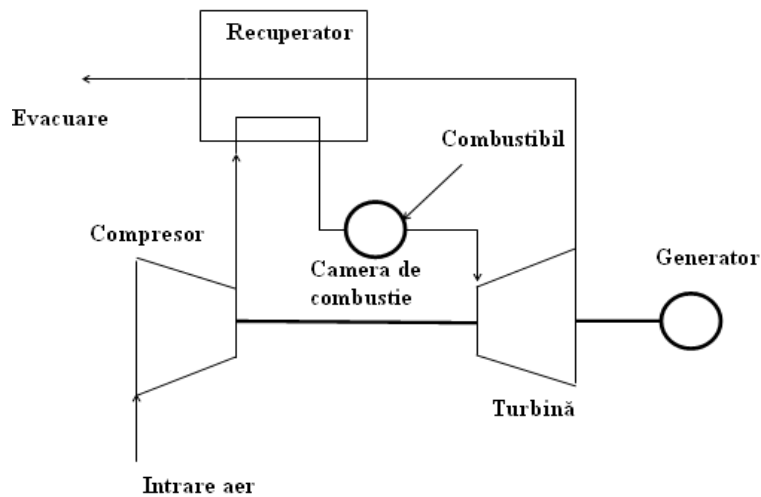 Recuperator
Evacuare
Combustibil
Compresor
Generator
Camera de
combustie
Turbină
Intrare aer